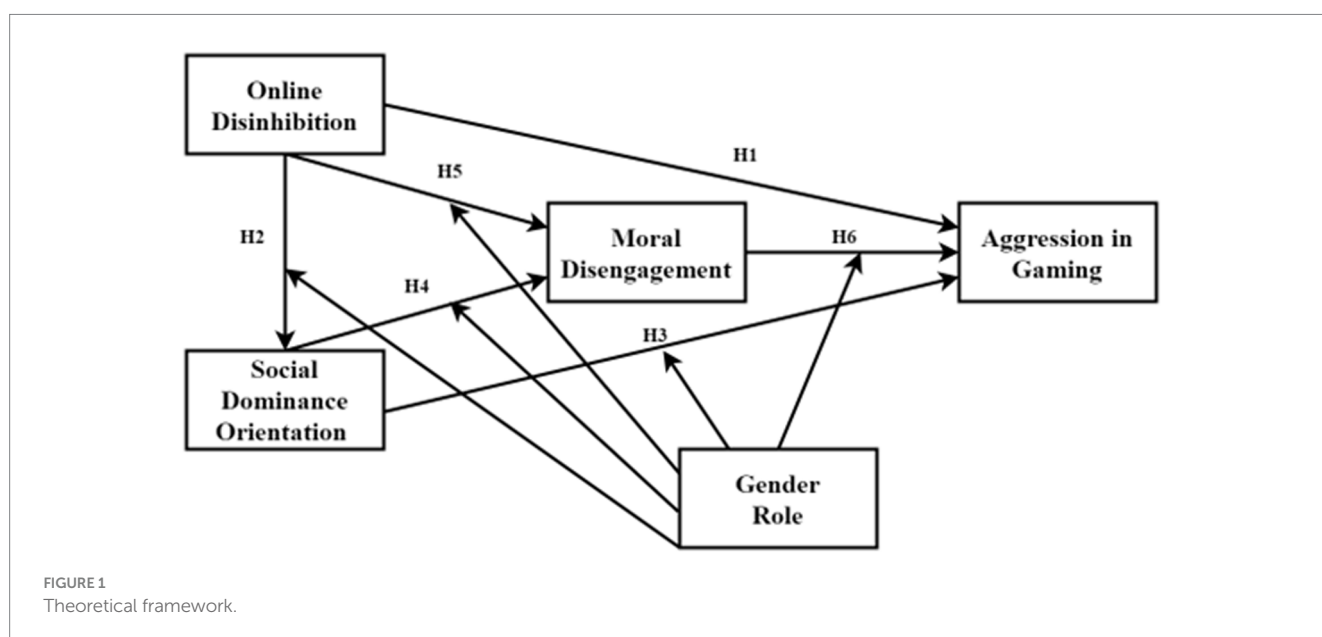 Online
Disinhibition
H1
H5
H2
Moral
Disengagement
H6
Aggression in
Gaming
H4
H3
Social
Dominance
Orientation
Gender
Role
FIGURE 1
Theoretical framework.